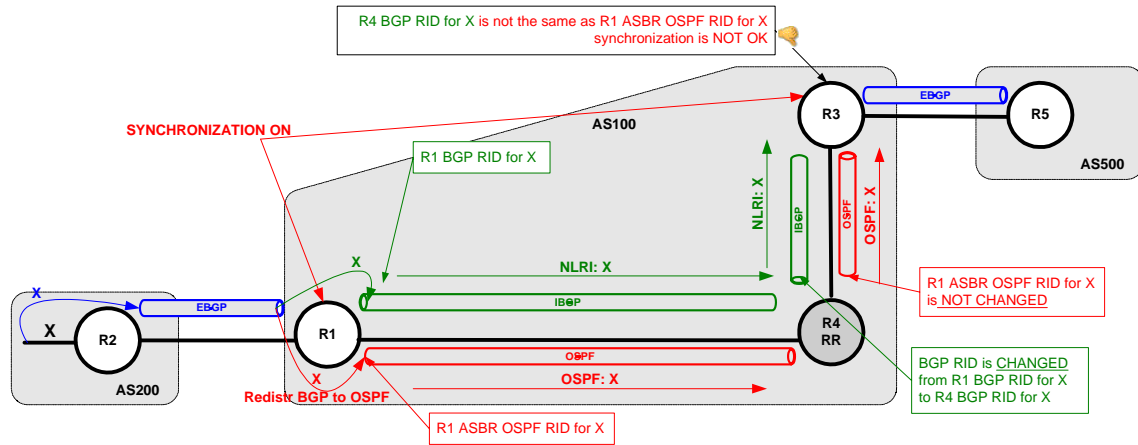 R4 BGP RID for X is not the same as R1 ASBR OSPF RID for X
synchronization is NOT OK
EBGP
R3
R5
SYNCHRONIZATION ON
AS100
R1 BGP RID for X
AS500
NLRI: X
IBGP
OSPF
OSPF: X
X
NLRI: X
R1 ASBR OSPF RID for X
is NOT CHANGED
X
EBGP
IBGP
X
R2
R1
R4
RR
OSPF
BGP RID is CHANGED
from R1 BGP RID for X
to R4 BGP RID for X
X
OSPF: X
AS200
Redistr BGP to OSPF
R1 ASBR OSPF RID for X